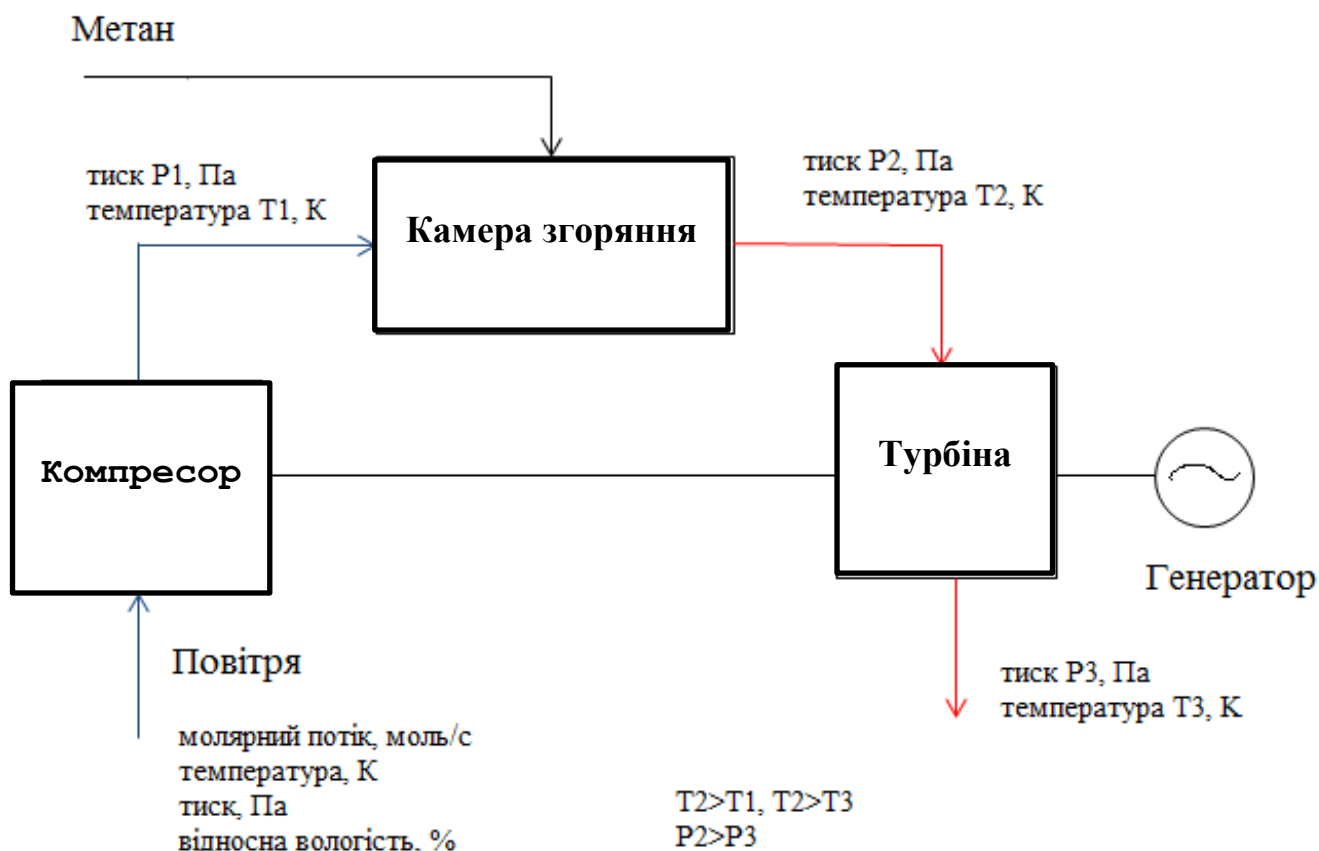 Метан
тиск P1, Па
температура T1, К
тиск P2, Па
температура T2, К
Камера згоряння
Компресор
Турбіна
Генератор
Повітря
молярний потік, моль/с
температура, К
тиск, Па
відносна вологість, %
тиск P3, Па
температура T3, К
T2>T1, T2>T3
P2>P3